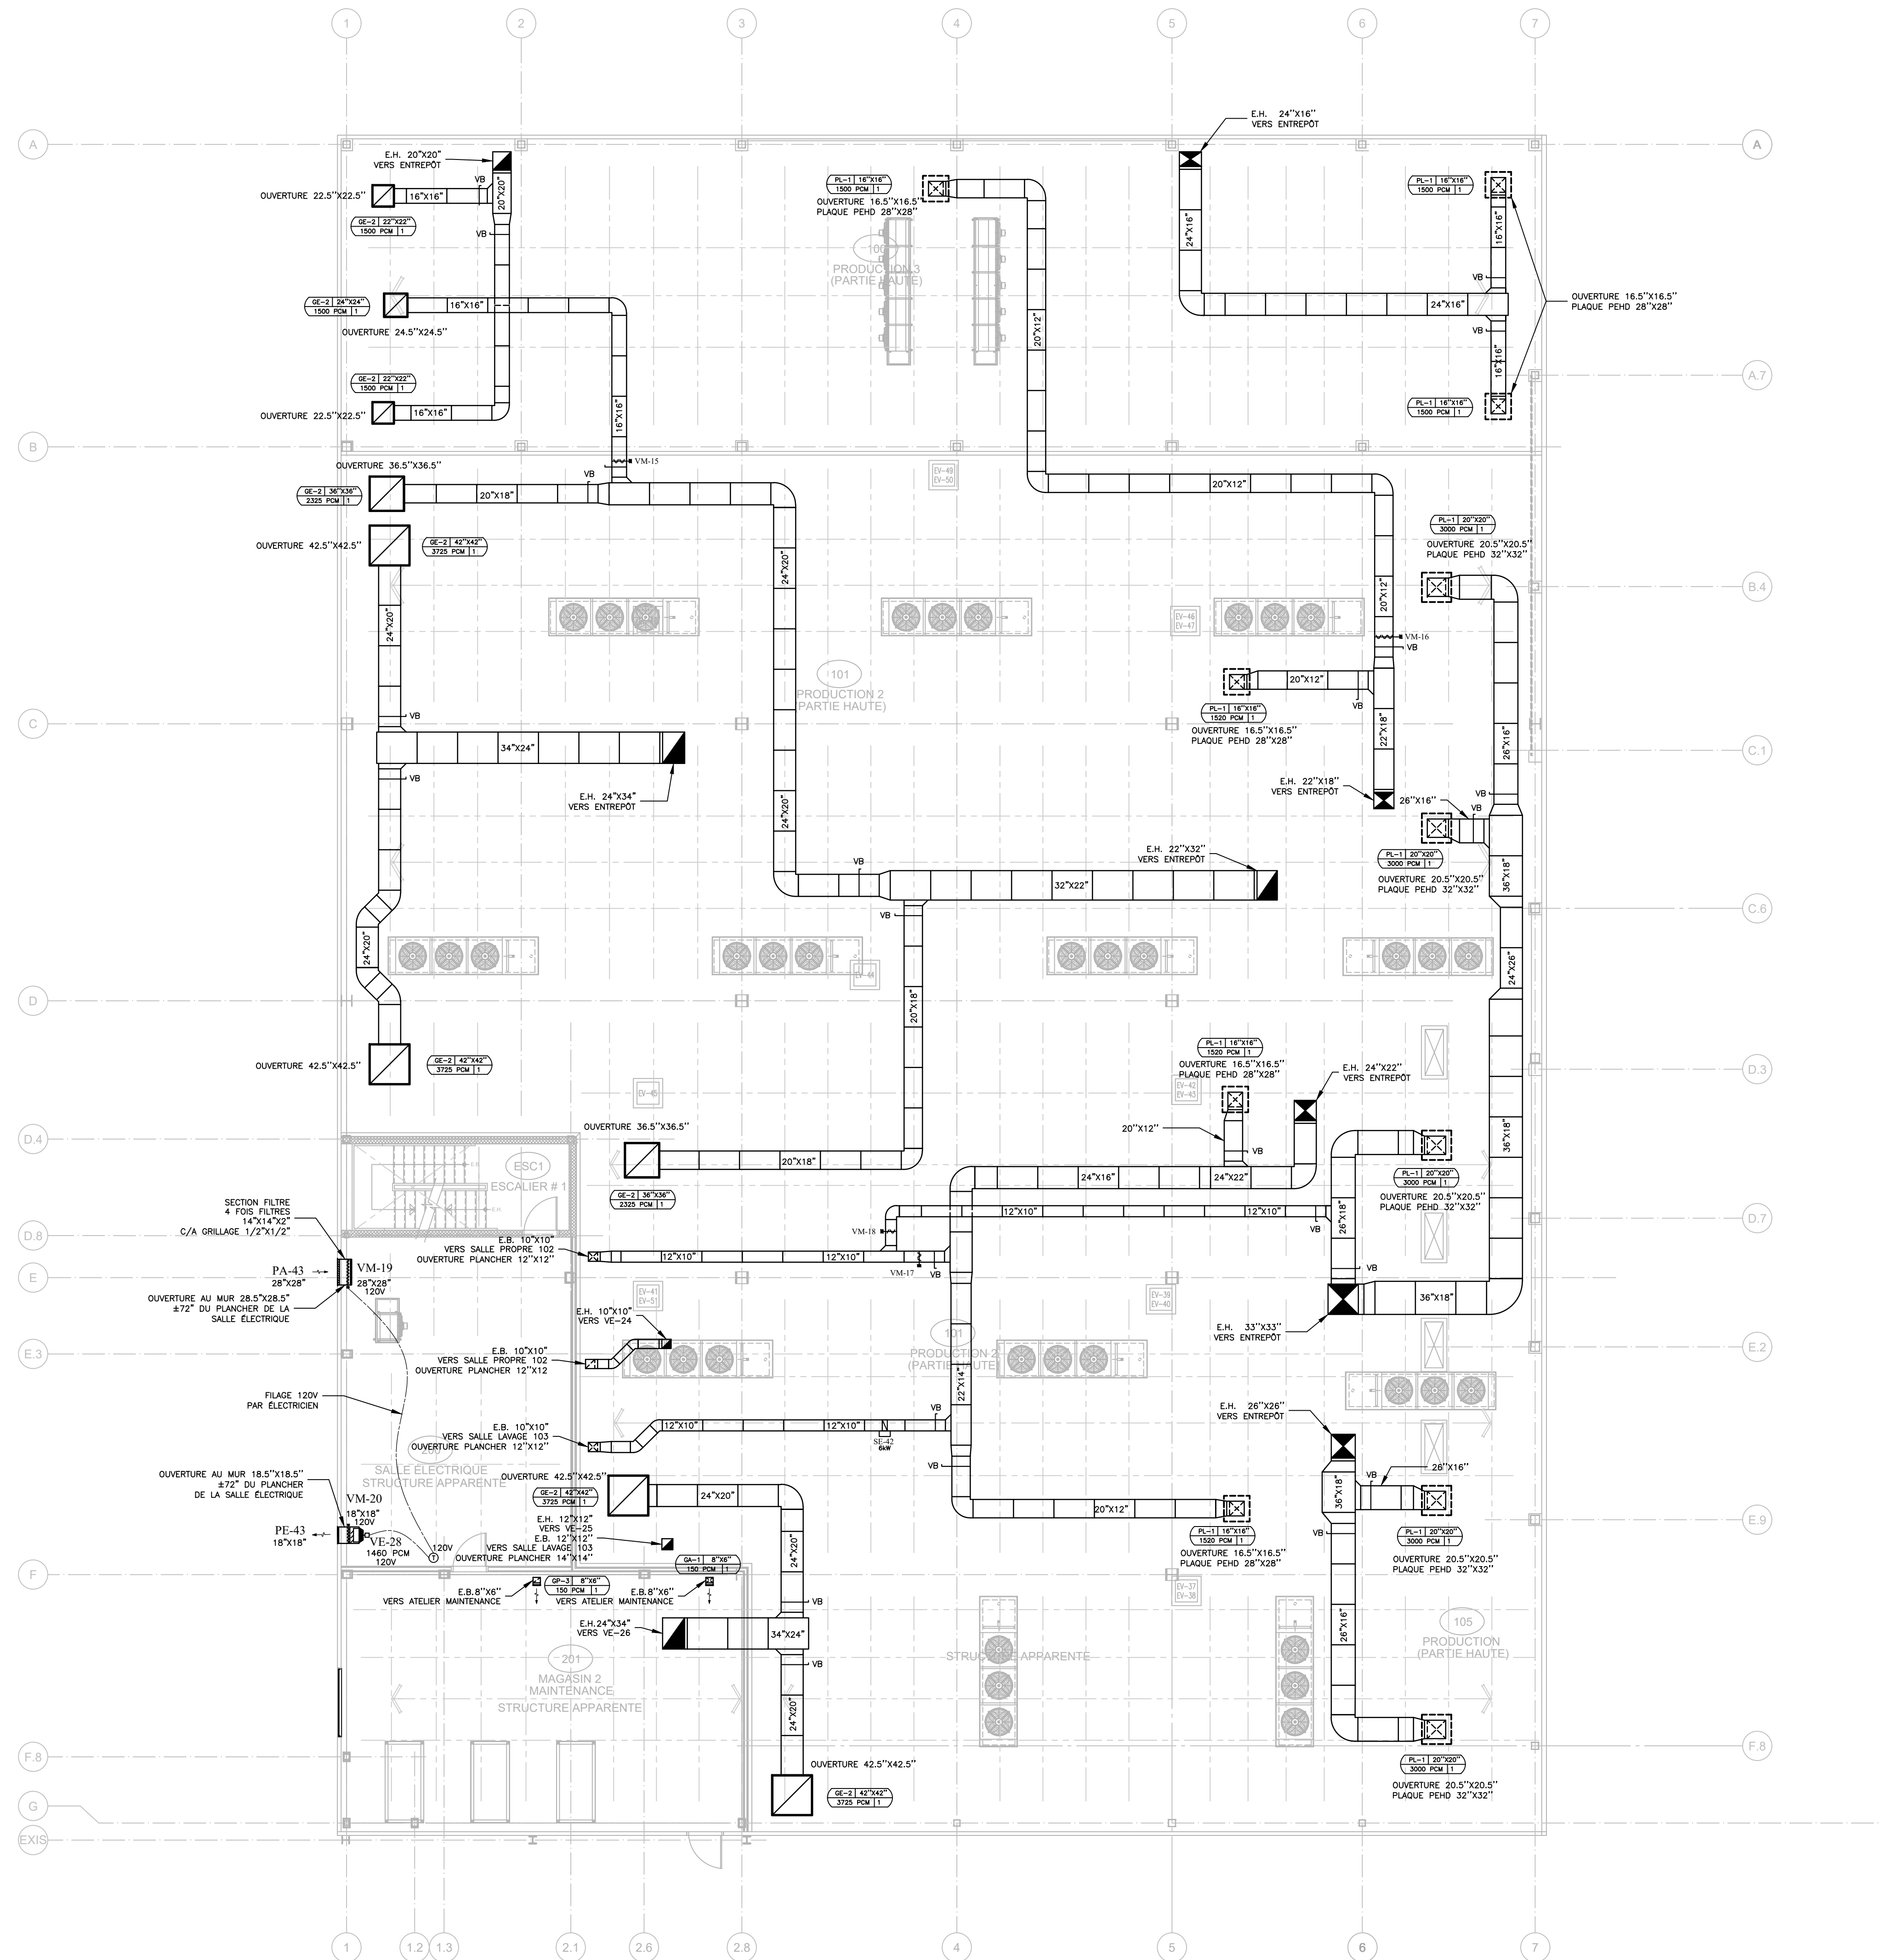 1
2
3
4
5
6
7
A
A
E.H. 24"X16"
VERS ENTREPÔT
E.H. 20"X20"
VERS ENTREPÔT
VB
OUVERTURE 22.5''X22.5''
16"X16"
20"X20"
GE-2 22"X22"
1500 PCM 1
VB
PL-1 16"X16"
1500 PCM 1
OUVERTURE 16.5''X16.5''
PLAQUE PEHD 28''X28''
PRODUCTION 3
(PARTIE HAUTE)
24"X16"
PL-1 16"X16"
1500 PCM 1
16"X16"
VB
24"X16"
VB
OUVERTURE 16.5''X16.5''
PLAQUE PEHD 28''X28''
GE-2 24"X24"
1500 PCM 1
16"X16"
OUVERTURE 24.5''X24.5''
20"X12"
16"X16"
A.7
GE-2 22"X22"
1500 PCM 1
OUVERTURE 22.5''X22.5''
16"X16"
16"X16"
PL-1 16"X16"
1500 PCM 1
B
VM-15
OUVERTURE 36.5''X36.5''
VB
GE-2 36"X36"
2325 PCM 1
20"X18"
EV-49
EV-50
20"X12"
OUVERTURE 42.5''X42.5''
GE-2 42"X42"
3725 PCM 1
24"X20"
PL-1 20"X20"
3000 PCM 1
OUVERTURE 20.5''X20.5''
PLAQUE PEHD 32''X32''
B.4
24"X20"
20"X12"
EV-46
EV-47
VM-16
VB
101
PRODUCTION 2
(PARTIE HAUTE)
20"X12"
VB
PL-1 16"X16"
1520 PCM 1
OUVERTURE 16.5''X16.5''
PLAQUE PEHD 28''X28''
22"X18"
26"X16"
C
VB
34"X24"
VB
C.1
E.H. 24"X34"
VERS ENTREPÔT
24"X20"
E.H. 22''X18''
VERS ENTREPÔT
VB
26''X16''
VB
PL-1 20"X20"
3000 PCM 1
OUVERTURE 20.5''X20.5''
PLAQUE PEHD 32''X32''
36"X18"
E.H. 22''X32''
VERS ENTREPÔT
VB
32"X22"
VB
C.6
24"X20"
24"X26"
EV-44
D
20"X18"
OUVERTURE 42.5''X42.5''
GE-2 42"X42"
3725 PCM 1
PL-1 16"X16"
1520 PCM 1
OUVERTURE 16.5''X16.5''
PLAQUE PEHD 28''X28''
E.H. 24''X22''
VERS ENTREPÔT
D.3
EV-45
EV-42
EV-43
D.4
OUVERTURE 36.5''X36.5''
20''X12''
VB
36"X18"
ESC1
ESCALIER # 1
20"X18"
24"X16"
24"X22"
PL-1 20"X20"
3000 PCM 1
OUVERTURE 20.5''X20.5''
PLAQUE PEHD 32''X32''
GE-2 36"X36"
2325 PCM 1
SECTION FILTRE
4 FOIS FILTRES
14"X14"X2"
C/A GRILLAGE 1/2"X1/2"
12"X10"
12"X10"
VB
26"X18"
D.7
D.8
VM-18
E.B. 10"X10"
VERS SALLE PROPRE 102
OUVERTURE PLANCHER 12''X12''
12"X10"
12"X10"
VM-17
VB
VB
E
PA-43
28"X28"
VM-19
28"X28"
120V
OUVERTURE AU MUR 28.5"X28.5"
±72" DU PLANCHER DE LA
SALLE ÉLECTRIQUE
EV-41
EV-51
EV-39
EV-40
36"X18"
E.H. 10"X10"
VERS VE-24
101
PRODUCTION 2
(PARTIE HAUTE)
E.H. 33''X33''
VERS ENTREPÔT
E.3
E.2
E.B. 10"X10"
VERS SALLE PROPRE 102
OUVERTURE PLANCHER 12''X12
22"X14"
FILAGE 120V
PAR ÉLECTRICIEN
VB
E.H. 26''X26''
VERS ENTREPÔT
E.B. 10"X10"
VERS SALLE LAVAGE 103
OUVERTURE PLANCHER 12''X12''
12"X10"
12"X10"
SE-42
6kW
200
SALLE ÉLECTRIQUE
STRUCTURE APPARENTE
OUVERTURE AU MUR 18.5"X18.5"
±72" DU PLANCHER
DE LA SALLE ÉLECTRIQUE
OUVERTURE 42.5''X42.5''
GE-2 42"X42"
3725 PCM 1
24"X20"
VB
26''X16''
VB
36"X18"
20"X12"
VM-20
18"X18"
120V
E.H. 12"X12"
VERS VE-25
E.B. 12"X12"
VERS SALLE LAVAGE 103
OUVERTURE PLANCHER 14''X14''
PE-43
18"X18"
VE-28
1460 PCM
120V
120V
T
PL-1 16"X16"
1520 PCM 1
OUVERTURE 16.5''X16.5''
PLAQUE PEHD 28''X28''
VB
PL-1 20"X20"
3000 PCM 1
OUVERTURE 20.5''X20.5''
PLAQUE PEHD 32''X32''
E.9
24"X20"
GA-1 8"X6"
150 PCM 1
F
E.B.8"X6"
VERS ATELIER MAINTENANCE
GP-3 8"X6"
150 PCM 1
E.B.8"X6"
VERS ATELIER MAINTENANCE
VB
EV-37
EV-38
E.H.24"X34"
VERS VE-26
34"X24"
VB
26"X16"
105
PRODUCTION
(PARTIE HAUTE)
201
MAGASIN 2
MAINTENANCE
STRUCTURE APPARENTE
STRUCTURE APPARENTE
24"X20"
F.8
F.8
OUVERTURE 42.5''X42.5''
GE-2 42"X42"
3725 PCM 1
PL-1 20"X20"
3000 PCM 1
OUVERTURE 20.5''X20.5''
PLAQUE PEHD 32''X32''
G
EXIS
1
1.2
1.3
2.1
2.6
2.8
4
5
6
7